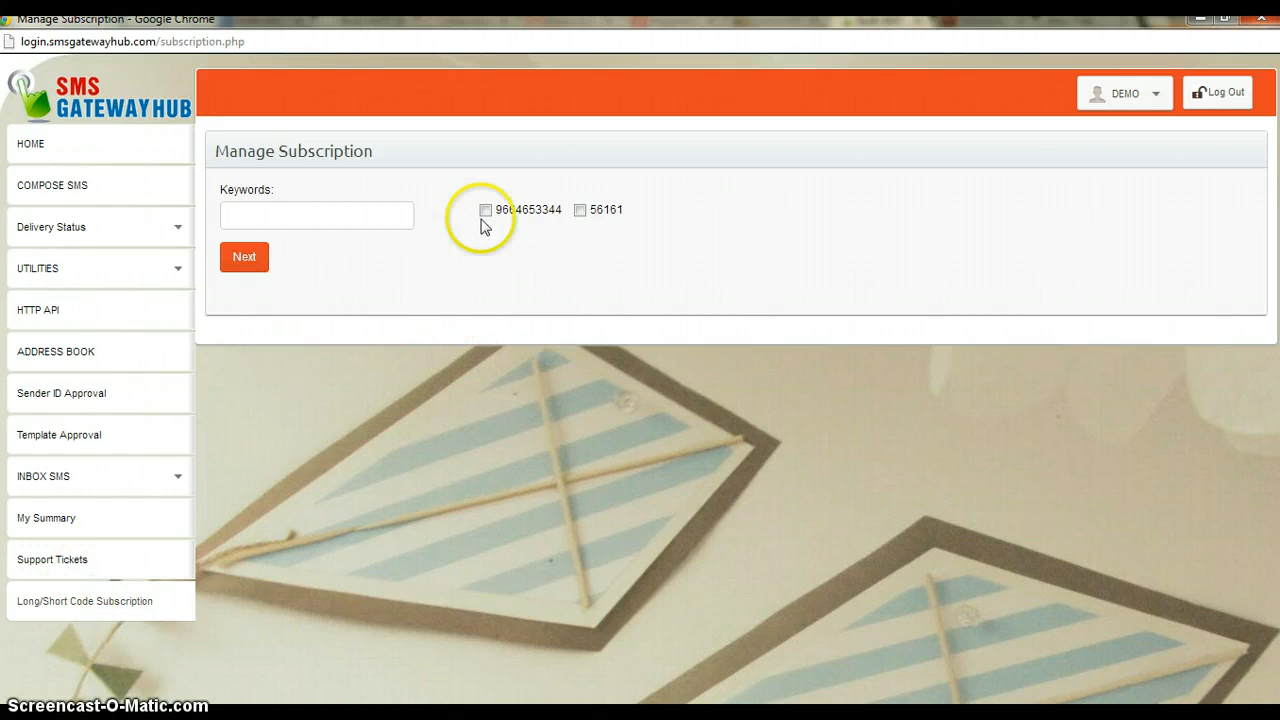 Manage Subscription - Google Chrome
login.smsgatewayhub.com/subscription.php
SMS
GATEWAYHUB
DEMO
Log Out
HOME
COMPOSE SMS
Delivery Status
UTILITIES
HTTP API
ADDRESS BOOK
Sender ID Approval
Template Approval
INBOX SMS
My Summary
Support Tickets
Long/Short Code Subscription
Manage Subscription
Keywords:
9664653344 56161
Next
Screencast-O-Matic.com